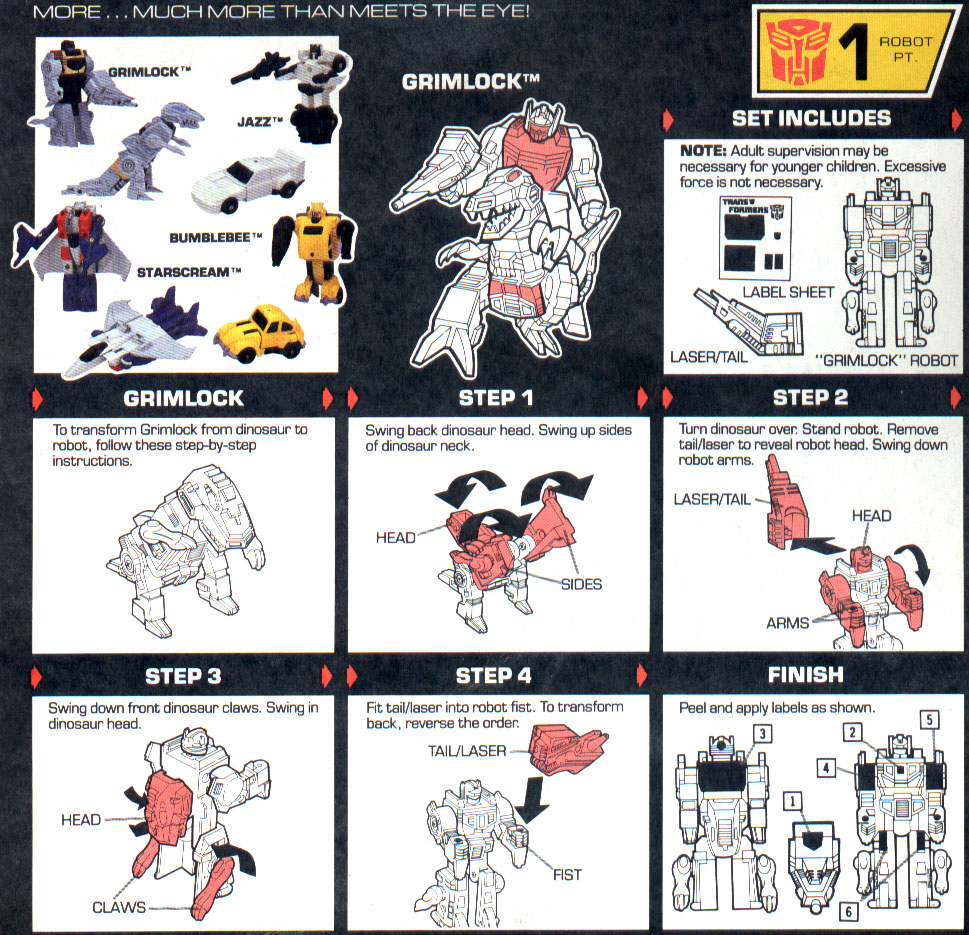 MORE... MUCH MORE THAN MEETS THE EYE!
GRIMLOCK™
JAZZ™
BUMBLEBEE™
STARSCREAM™
GRIMLOCK™
1
ROBOT
PT.
SET INCLUDES
NOTE: Adult supervision may be
necessary for younger children. Excessive
force is not necessary.
TRANS
FORMERS
LABEL SHEET
LASER/TAIL
"GRIMLOCK" ROBOT
GRIMLOCK
To transform Grimlock from dinosaur to
robot, follow these step-by-step
instructions.
STEP 1
Swing back dinosaur head. Swing up sides
of dinosaur neck.
HEAD
SIDES
STEP 2
Turn dinosaur over. Stand robot. Remove
tail/laser to reveal robot head. Swing down
robot arms.
LASER/TAIL
HEAD
ARMS
STEP 3
Swing down front dinosaur claws. Swing in
dinosaur head.
HEAD
CLAWS
STEP 4
Fit tail/laser into robot fist. To transform
back, reverse the order.
TAIL/LASER
FIST
FINISH
Peel and apply labels as shown.
3
2
5
4
1
6